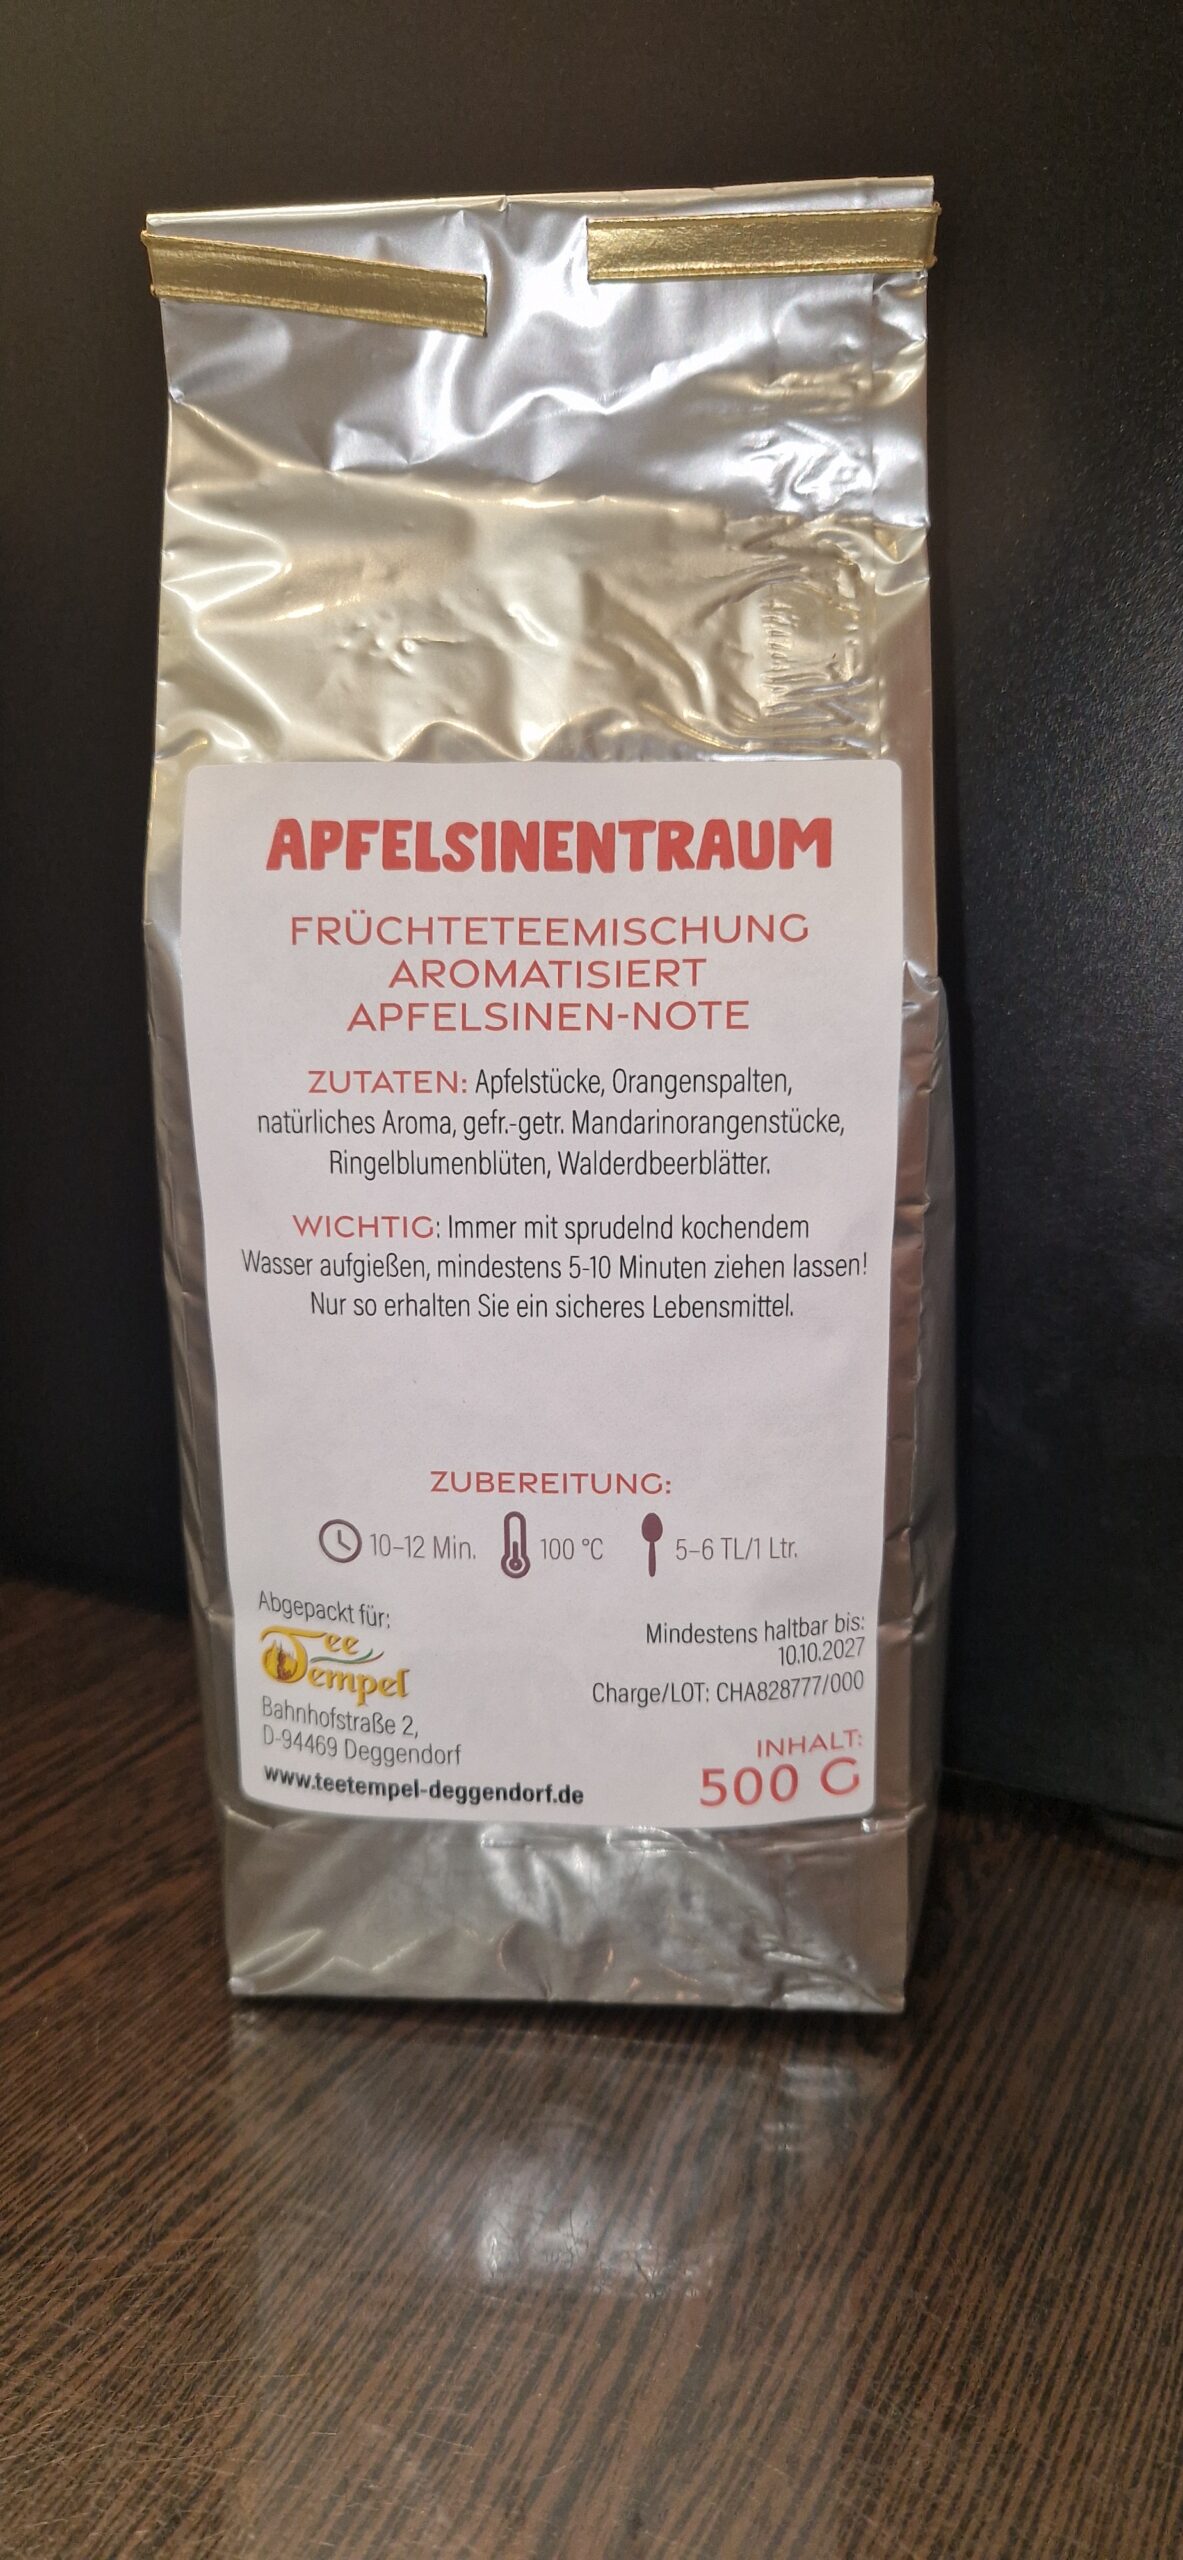 APFELSINENTRAUM
FRÜCHTETEEMISCHUNG
AROMATISIERT
APFELSINEN-NOTE
ZUTATEN: Apfelstücke, Orangenspalten,
natürliches Aroma, gefr.-getr. Mandarinorangenstücke,
Ringelblumenblüten, Walderdbeerblätter.
WICHTIG: Immer mit sprudelnd kochendem
Wasser aufgießen, mindestens 5-10 Minuten ziehen lassen!
Nur so erhalten Sie ein sicheres Lebensmittel.
ZUBEREITUNG:
10–12 Min. 100 °C 5–6 TL/1 Ltr.
Abgepackt für:
Tee
Tempel
Bahnhofstraße 2,
D-94469 Deggendorf
www.teetempel-deggendorf.de
Mindestens haltbar bis:
10.10.2027
Charge/LOT: CHA828777/000
INHALT:
500 G